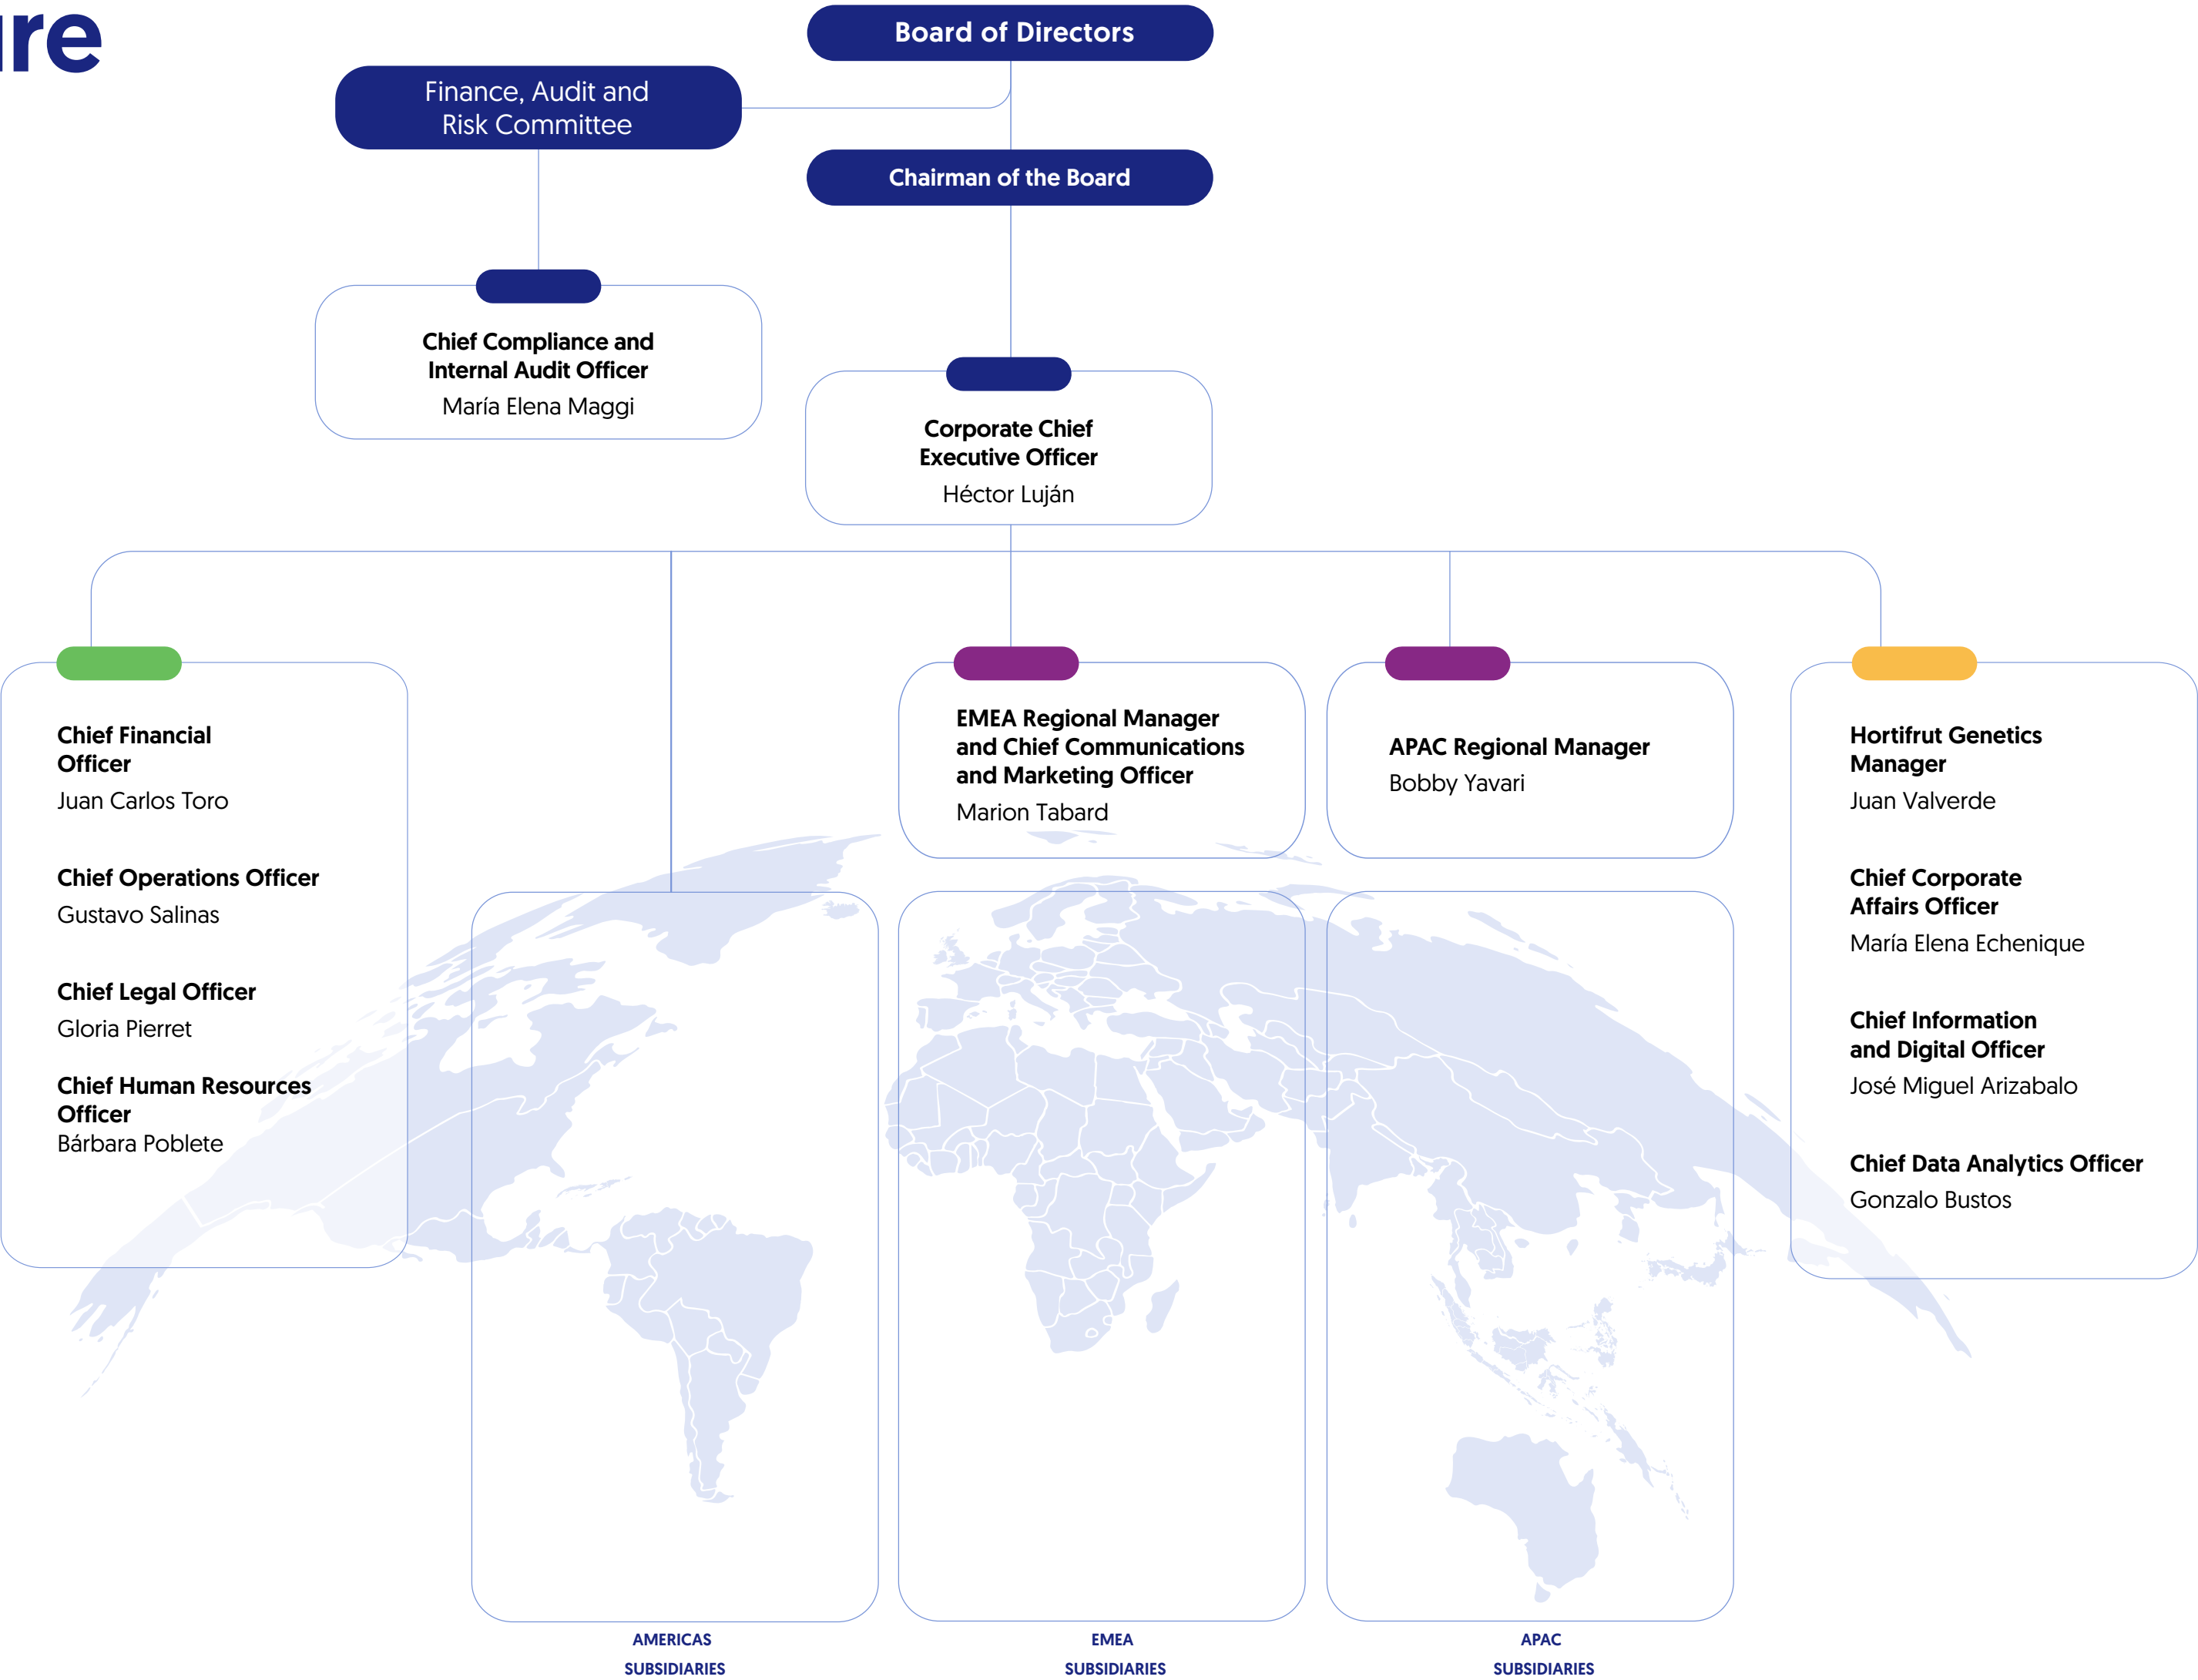 Board of Directors
Finance, Audit and
Risk Committee
Chairman of the Board
Chief Compliance and
Internal Audit Officer
María Elena Maggi
Corporate Chief
Executive Officer
Héctor Luján
Chief Financial
Officer
Juan Carlos Toro
Chief Operations Officer
Gustavo Salinas
Chief Legal Officer
Gloria Pierret
Chief Human Resources
Officer
Bárbara Poblete
EMEA Regional Manager
and Chief Communications
and Marketing Officer
Marion Tabard
APAC Regional Manager
Bobby Yavari
Hortifrut Genetics
Manager
Juan Valverde
Chief Corporate
Affairs Officer
María Elena Echenique
Chief Information
and Digital Officer
José Miguel Arizabalo
Chief Data Analytics Officer
Gonzalo Bustos
AMERICAS
SUBSIDIARIES
EMEA
SUBSIDIARIES
APAC
SUBSIDIARIES